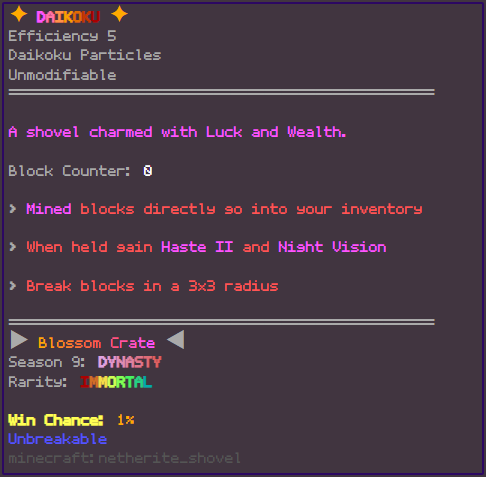 ✦ DAIKOKU ✦
Efficiency 5
Daikoku Particles
Unmodifiable
A shovel charmed with Luck and Wealth.
Block Counter: 0
> Mined blocks directly go into your inventory
> When held gain Haste II and Night Vision
> Break blocks in a 3x3 radius
▶ Blossom Crate ◀
Season 9: DYNASTY
Rarity: IMMORTAL
Win Chance: 1%
Unbreakable
minecraft:netherite_shovel